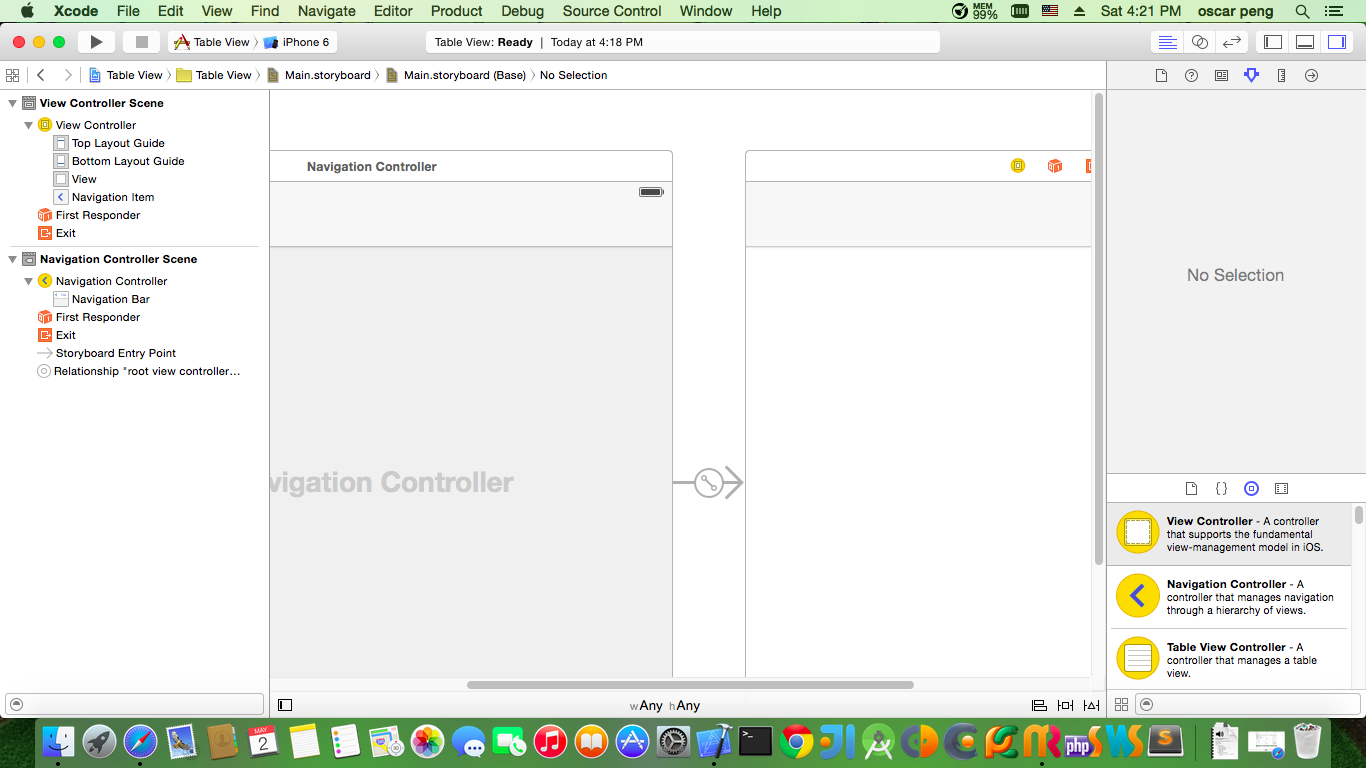 Xcode File Edit View Find Navigate Editor Product Debug Source Control Window Help MEM 99% Sat 4:21 PM oscar peng
Table View iPhone 6 Table View: Ready | Today at 4:18 PM
Table View Table View Main.storyboard Main.storyboard (Base) No Selection
View Controller Scene
View Controller
Top Layout Guide
Bottom Layout Guide
View
Navigation Item
First Responder
Exit
Navigation Controller Scene
Navigation Controller
Navigation Bar
First Responder
Exit
Storyboard Entry Point
Relationship "root view controller...
Navigation Controller
vigation Controller
wAny hAny
No Selection
{}
View Controller - A controller
that supports the fundamental
view-management model in iOS.
Navigation Controller - A
controller that manages navigation
through a hierarchy of views.
Table View Controller - A
controller that manages a table
view.
MAY
2
php